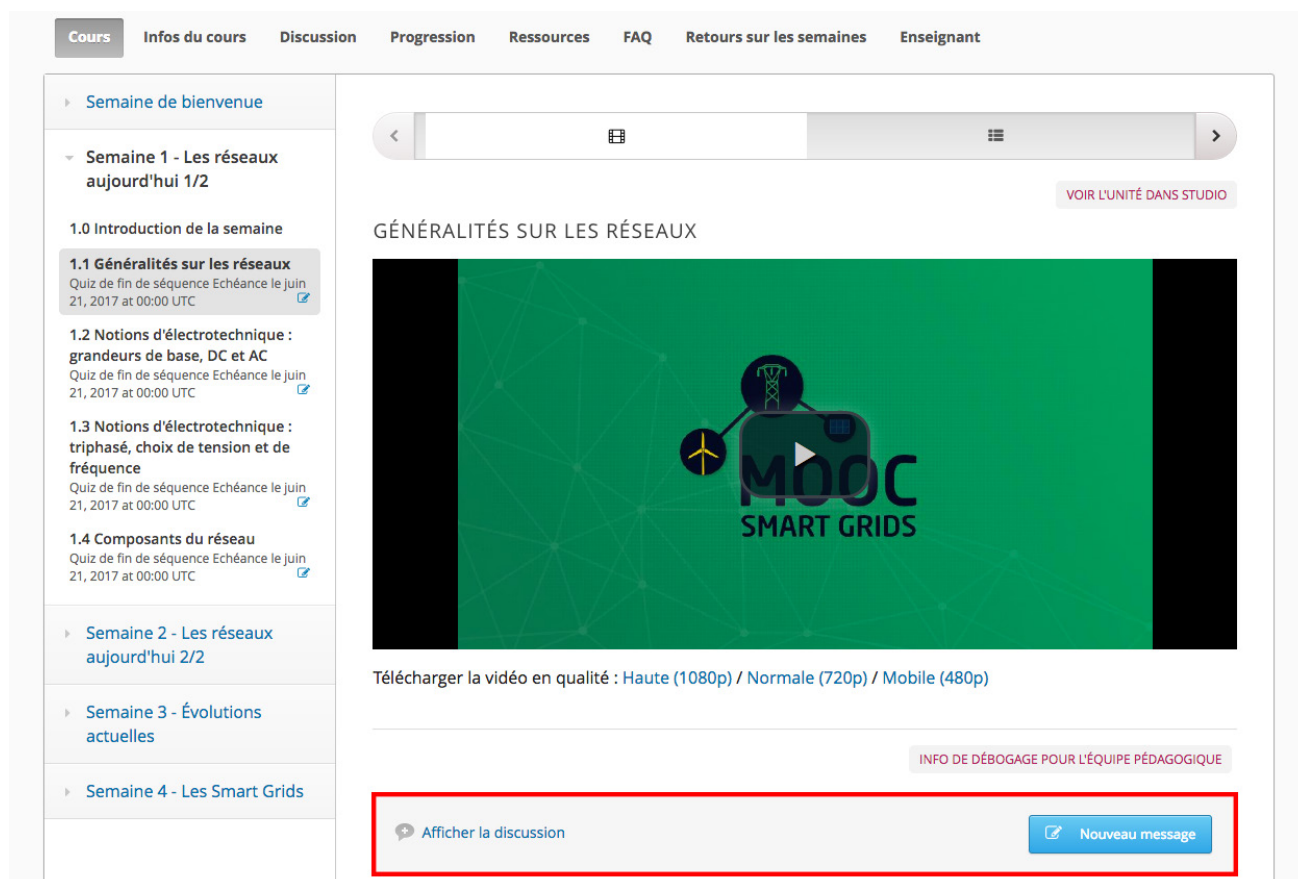 Cours Infos du cours Discussion Progression Ressources FAQ Retours sur les semaines Enseignant
Semaine de bienvenue
Semaine 1 - Les réseaux
aujourd'hui 1/2
1.0 Introduction de la semaine
1.1 Généralités sur les réseaux
Quiz de fin de séquence Echéance le juin
21, 2017 at 00:00 UTC
1.2 Notions d'électrotechnique :
grandeurs de base, DC et AC
Quiz de fin de séquence Echéance le juin
21, 2017 at 00:00 UTC
1.3 Notions d'électrotechnique :
triphasé, choix de tension et de
fréquence
Quiz de fin de séquence Echéance le juin
21, 2017 at 00:00 UTC
1.4 Composants du réseau
Quiz de fin de séquence Echéance le juin
21, 2017 at 00:00 UTC
Semaine 2 - Les réseaux
aujourd'hui 2/2
Semaine 3 - Évolutions
actuelles
Semaine 4 - Les Smart Grids
VOIR L'UNITÉ DANS STUDIO
GÉNÉRALITÉS SUR LES RÉSEAUX
MOOC
SMART GRIDS
Télécharger la vidéo en qualité : Haute (1080p) / Normale (720p) / Mobile (480p)
INFO DE DÉBOGAGE POUR L'ÉQUIPE PÉDAGOGIQUE
Afficher la discussion
Nouveau message